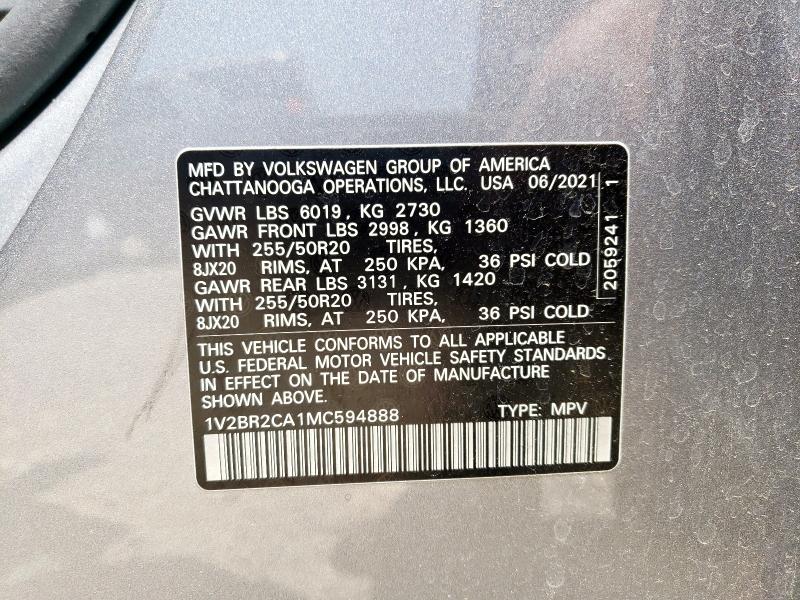 MFD BY VOLKSWAGEN GROUP OF AMERICA
CHATTANOOGA OPERATIONS, LLC. USA 06/2021
GVWR LBS 6019, KG 2730
GAWR FRONT LBS 2998, KG 1360
WITH 255/50R20 TIRES,
8JX20 RIMS, AT 250 KPA, 36 PSI COLD
GAWR REAR LBS 3131, KG 1420
WITH 255/50R20 TIRES,
8JX20 RIMS, AT 250 KPA, 36 PSI COLD
2059241 1
THIS VEHICLE CONFORMS TO ALL APPLICABLE
U.S. FEDERAL MOTOR VEHICLE SAFETY STANDARDS
IN EFFECT ON THE DATE OF MANUFACTURE
SHOWN ABOVE.
1V2BR2CA1MC594888 TYPE: MPV